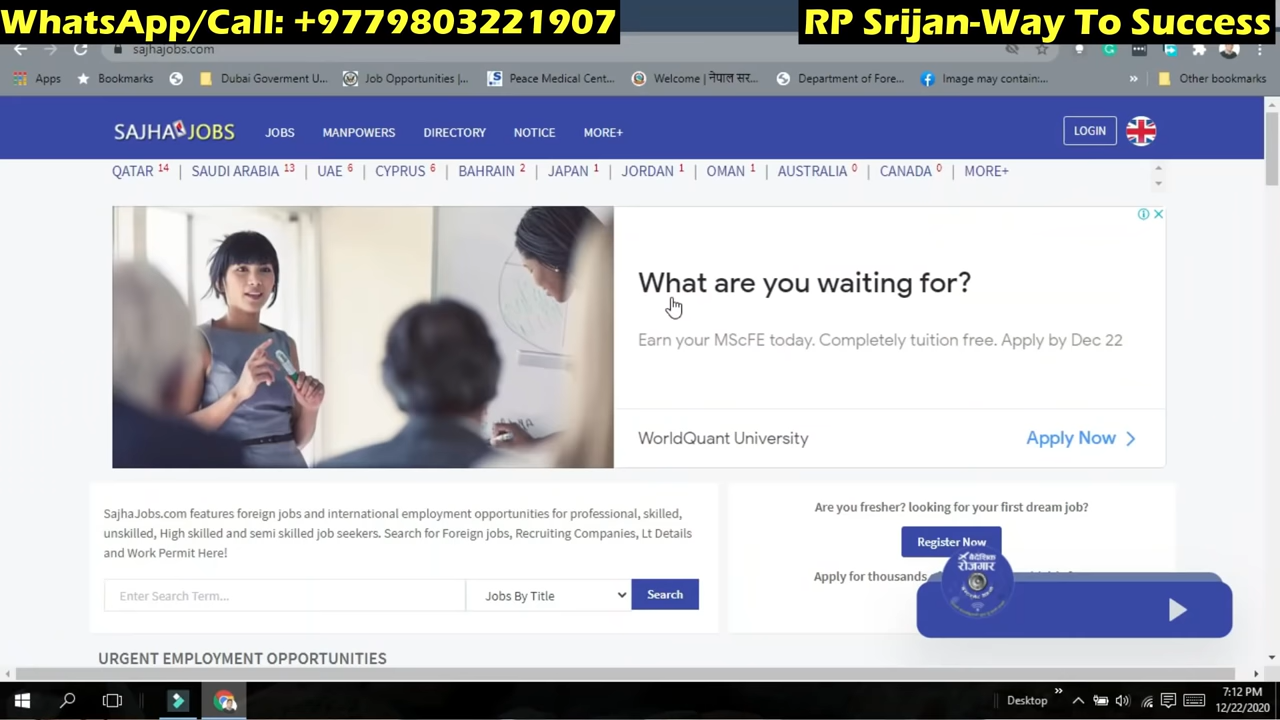 WhatsApp/Call: +9779803221907
RP Srijan-Way To Success
sajhajobs.com
Apps
Bookmarks
Dubai Goverment U...
Job Opportunities |...
Peace Medical Cent...
Welcome | नेपाल सर...
Department of Fore...
Image may contain:...
»
Other bookmarks
SAJHA JOBS
JOBS
MANPOWERS
DIRECTORY
NOTICE
MORE+
LOGIN
QATAR 14 | SAUDI ARABIA 13 | UAE 6 | CYPRUS 6 | BAHRAIN 2 | JAPAN 1 | JORDAN 1 | OMAN 1 | AUSTRALIA 0 | CANADA 0 | MORE+
What are you waiting for?
Earn your MScFE today. Completely tuition free. Apply by Dec 22
WorldQuant University
Apply Now
SajhaJobs.com features foreign jobs and international employment opportunities for professional, skilled,
unskilled, High skilled and semi skilled job seekers. Search for Foreign jobs, Recruiting Companies, Lt Details
and Work Permit Here!
Enter Search Term...
Jobs By Title
Search
Are you fresher? looking for your first dream job?
Register Now
Apply for thousands
वैदेशिक
रोजगार
URGENT EMPLOYMENT OPPORTUNITIES
Desktop
7:12 PM
12/22/2020